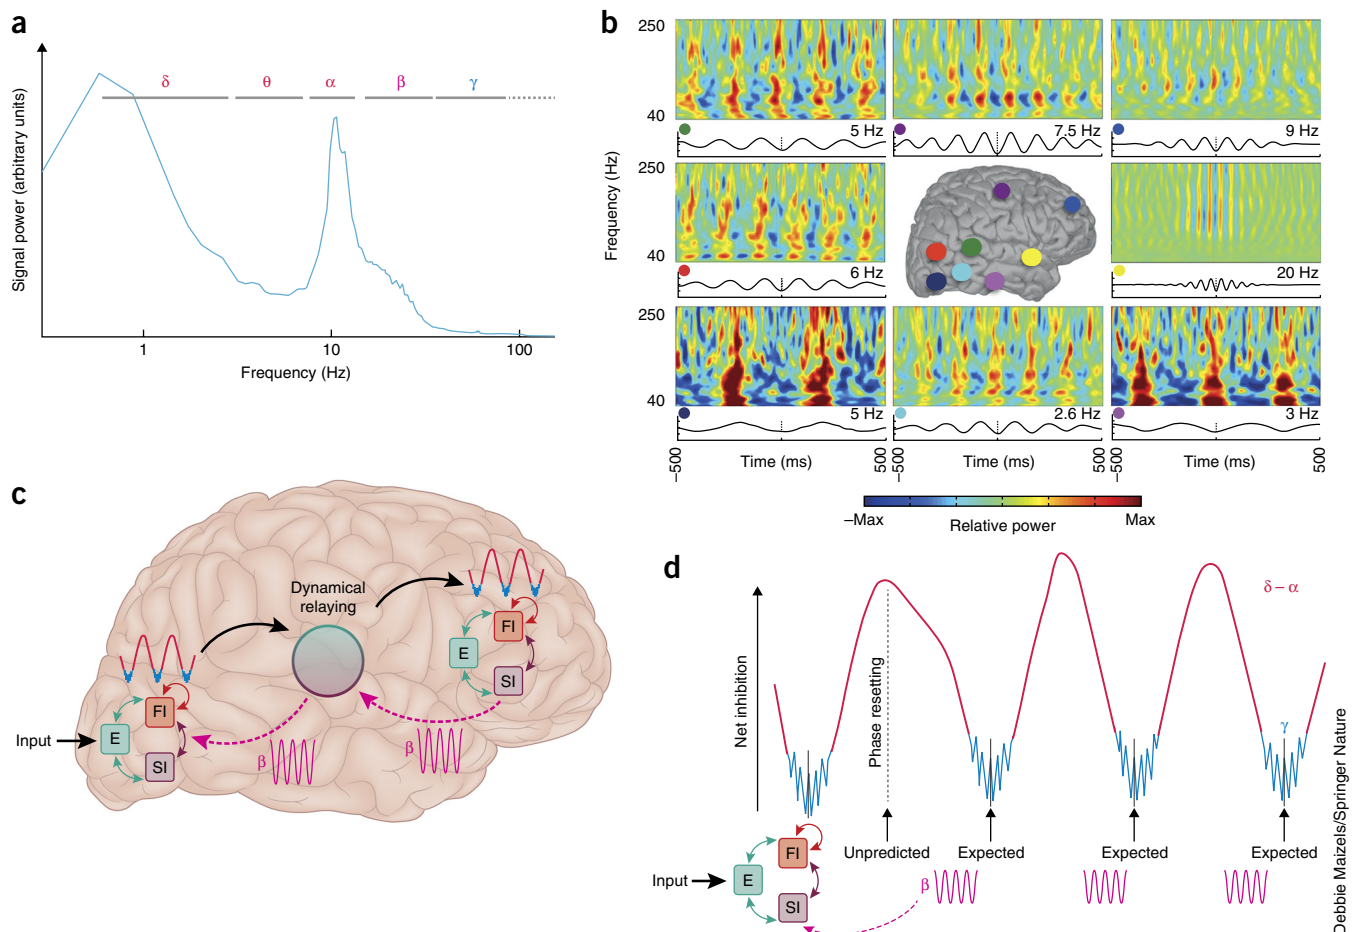 a
Signal power (arbitrary units)
δ θ α β γ
1 10 100
Frequency (Hz)
b
Frequency (Hz)
250
40
5 Hz
7.5 Hz
9 Hz
250
40
6 Hz
20 Hz
250
40
5 Hz
2.6 Hz
3 Hz
–500 500
–500 500
–500 500
Time (ms)
Time (ms)
Time (ms)
–Max
Relative power
Max
c
Dynamical
relaying
Input
E
FI
SI
β
β
E
FI
SI
d
Net inhibition
Phase resetting
δ – α
γ
Unpredicted
Expected
Expected
Expected
Input
E
FI
SI
β
Debbie Maizels/Springer Nature